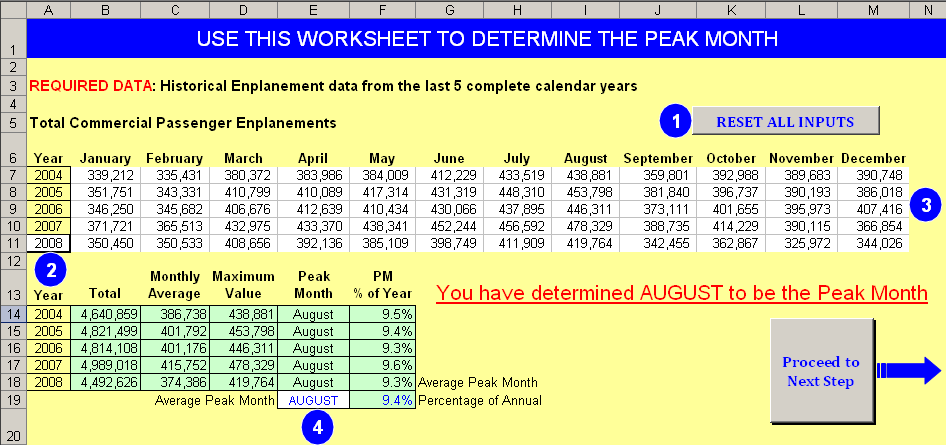 A B C D E F G H I J K L M N
1 USE THIS WORKSHEET TO DETERMINE THE PEAK MONTH
2
3 REQUIRED DATA: Historical Enplanement data from the last 5 complete calendar years
4
5 Total Commercial Passenger Enplanements 1 RESET ALL INPUTS
6 Year January February March April May June July August September October November December
7 2004 339,212 335,431 380,372 383,986 384,009 412,229 433,519 438,881 359,801 392,988 389,683 390,748
8 2005 351,751 343,331 410,799 410,089 417,314 431,319 448,310 453,798 381,840 396,737 390,193 386,018
9 2006 346,250 345,682 406,676 412,639 410,434 430,066 437,895 446,311 373,111 401,655 395,973 407,416 3
10 2007 371,721 365,513 432,975 433,370 438,341 452,244 456,592 478,329 388,735 414,229 390,115 366,854
11 2008 350,450 350,533 408,656 392,136 385,109 398,749 411,909 419,764 342,455 362,867 325,972 344,026
12
2
Monthly Maximum Peak PM
13 Year Total Average Value Month % of Year You have determined AUGUST to be the Peak Month
14 2004 4,640,859 386,738 438,881 August 9.5%
15 2005 4,821,499 401,792 453,798 August 9.4%
16 2006 4,814,108 401,176 446,311 August 9.3%
17 2007 4,989,018 415,752 478,329 August 9.6%
18 2008 4,492,626 374,386 419,764 August 9.3% Average Peak Month
19 Average Peak Month AUGUST 9.4% Percentage of Annual
Proceed to
Next Step
20 4